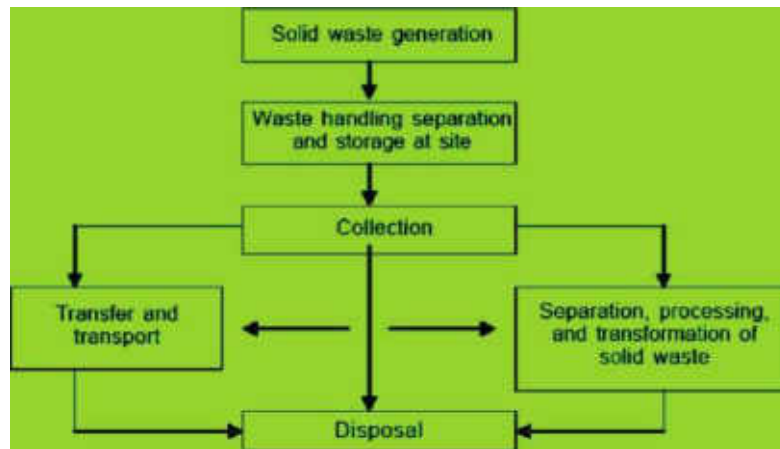 Solid waste generation
Waste handling separation
and storage at site
Collection
Transfer and
transport
Separation, processing,
and transformation of
solid waste
Disposal